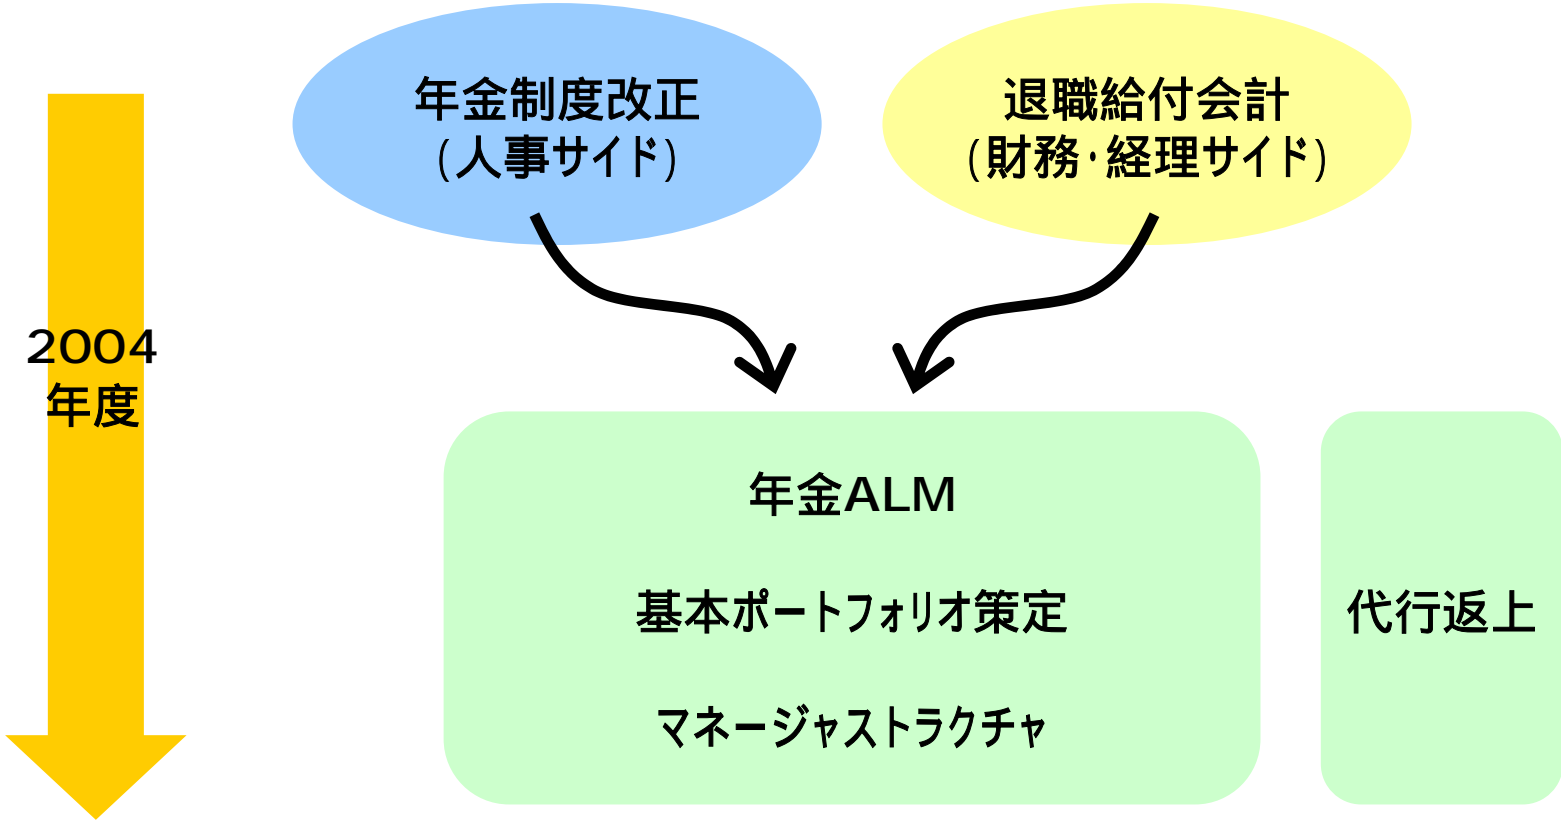 年金制度改正
(人事サイド)
退職給付会計
(財務･経理サイド)
2004
年度
年金ALM
基本ポートフォリオ策定
マネージャストラクチャ
代行返上